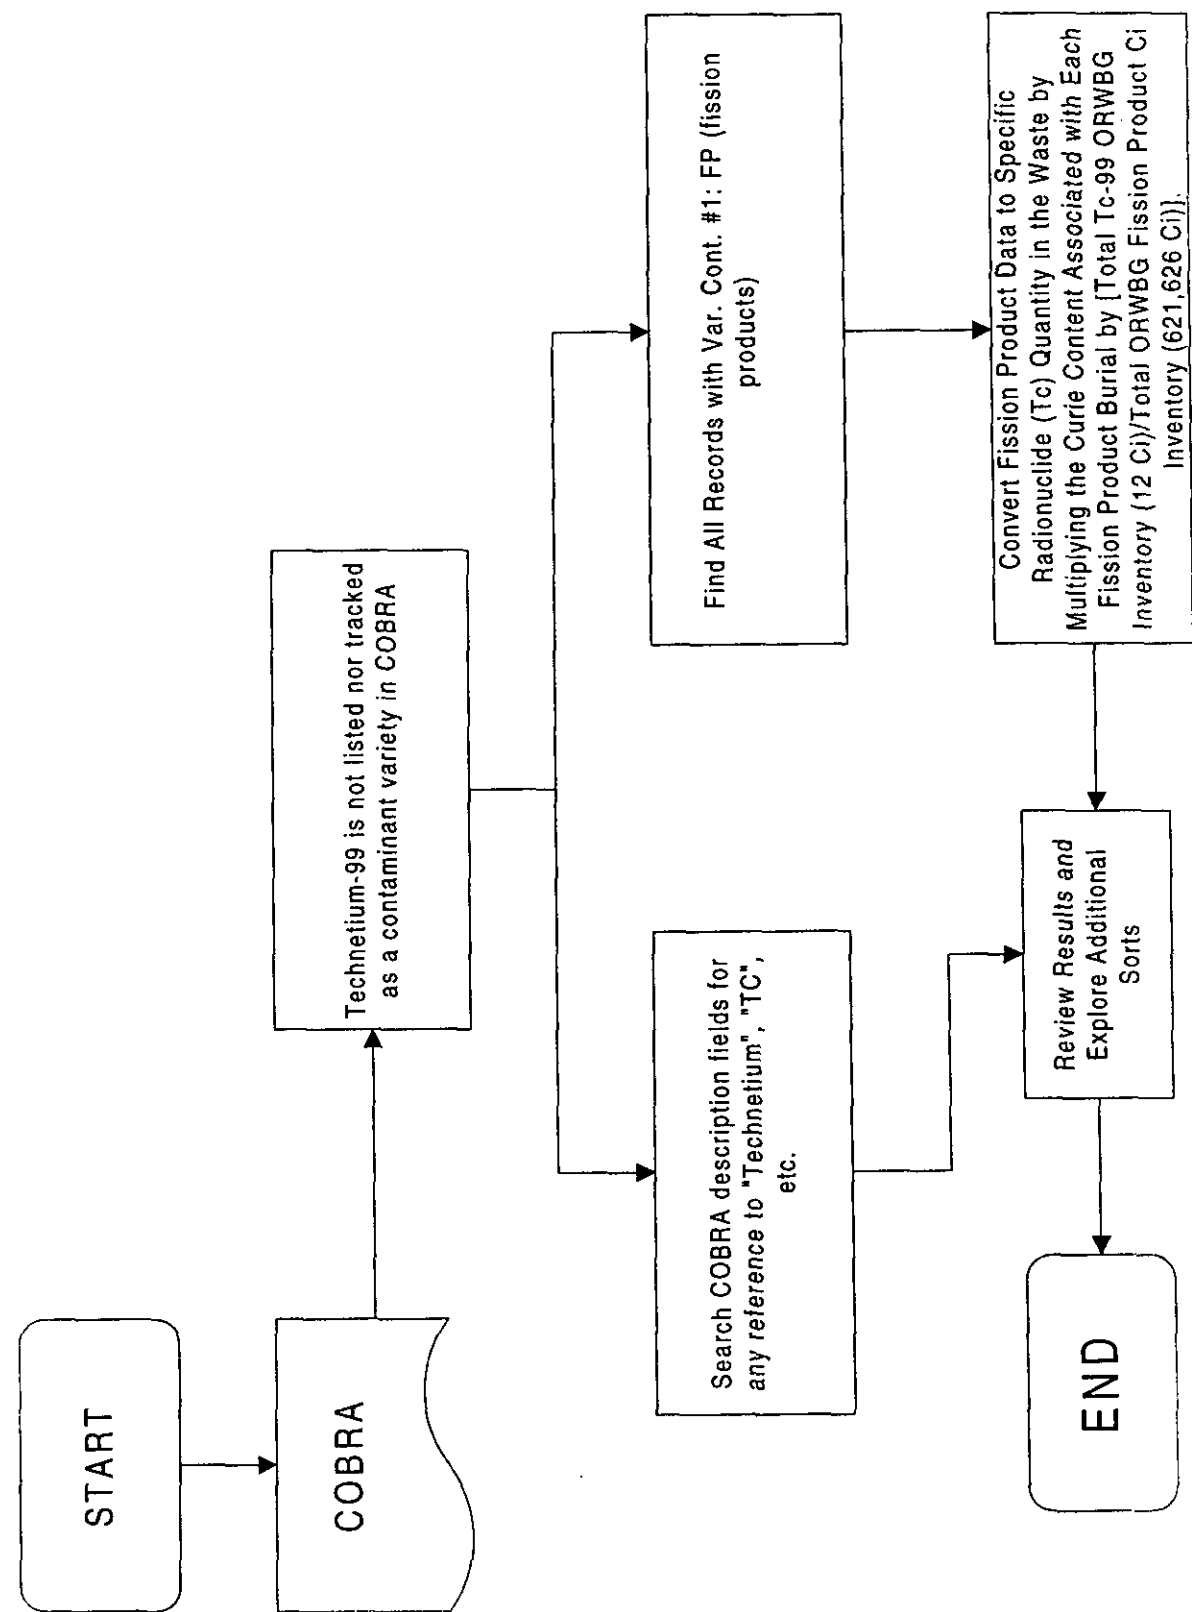 START
COBRA
Technetium-99 is not listed nor tracked
as a contaminant variety in COBRA
Search COBRA description fields for
any reference to "Technetium", "TC",
etc.
Find All Records with Var. Cont. #1: FP (fission
products)
Convert Fission Product Data to Specific
Radionuclide (Tc) Quantity in the Waste by
Multiplying the Curie Content Associated with Each
Fission Product Burial by [Total Tc-99 ORWBG
Inventory (12 Ci)/Total ORWBG Fission Product Ci
Inventory (621,626 Ci)].
Review Results and
Explore Additional
Sorts
END